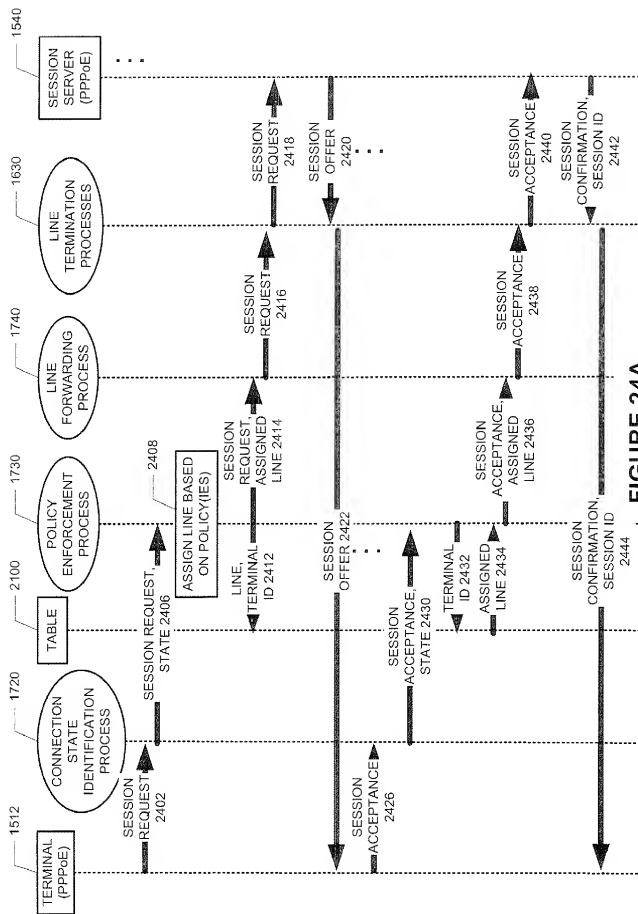 1512
TERMINAL
(PPPoE)
1720
CONNECTION
STATE
IDENTIFICATION
PROCESS
2100
TABLE
1730
POLICY
ENFORCEMENT
PROCESS
1740
LINE
FORWARDING
PROCESS
1630
LINE
TERMINATION
PROCESSES
1540
SESSION
SERVER
(PPPoE)
SESSION
REQUEST
2402
SESSION REQUEST,
STATE 2406
2408
ASSIGN LINE BASED
ON POLICY(IES)
LINE,
TERMINAL
ID 2412
SESSION
REQUEST,
ASSIGNED
LINE 2414
SESSION
REQUEST
2416
SESSION
REQUEST
2418
SESSION
OFFER
2420
SESSION
OFFER 2422
SESSION
ACCEPTANCE
2426
SESSION
ACCEPTANCE,
STATE 2430
TERMINAL
ID 2432
ASSIGNED
LINE 2434
SESSION
ACCEPTANCE,
ASSIGNED
LINE 2436
SESSION
ACCEPTANCE
2438
SESSION
ACCEPTANCE
2440
SESSION
CONFIRMATION,
SESSION ID
2442
SESSION
CONFIRMATION,
SESSION ID
2444
FIGURE 24A